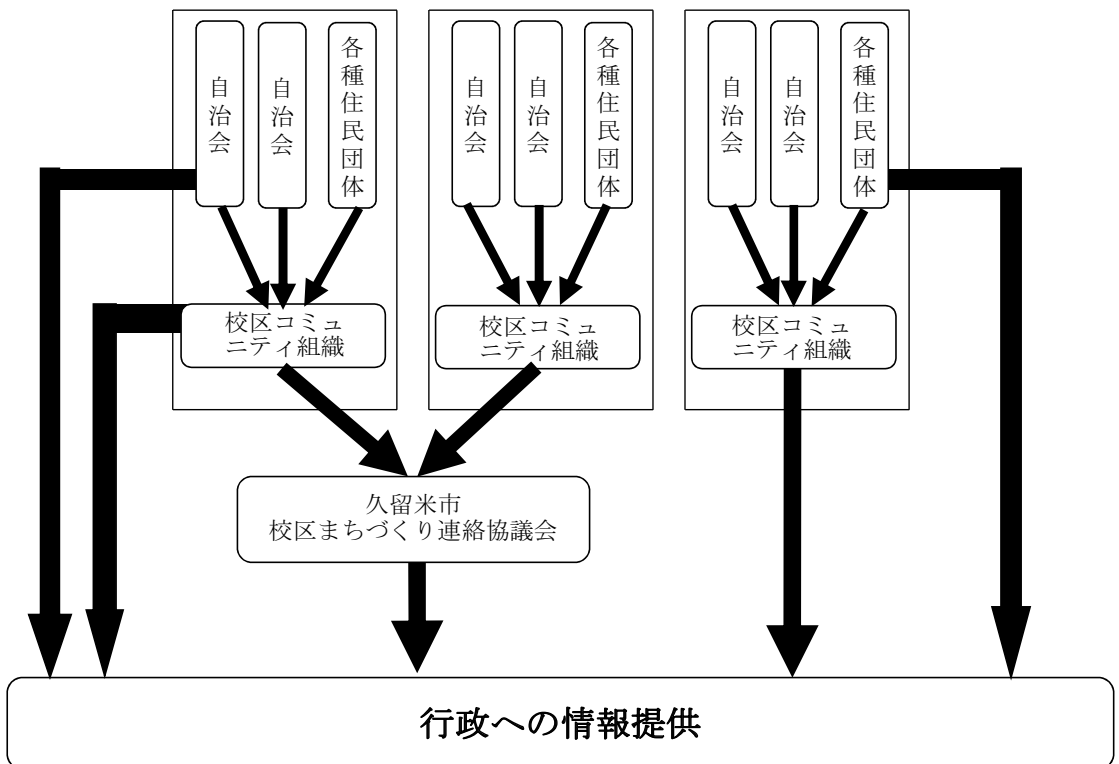 自治会
自治会
各種住民団体
自治会
自治会
各種住民団体
自治会
自治会
各種住民団体
校区コミュ
ニティ組織
校区コミュ
ニティ組織
校区コミュ
ニティ組織
久留米市
校区まちづくり連絡協議会
行政への情報提供